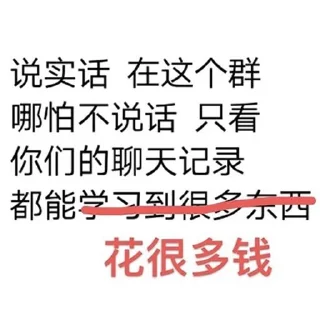 说实话 在这个群
哪怕不说话 只看
你们的聊天记录
都能学习到很多东西
花很多钱